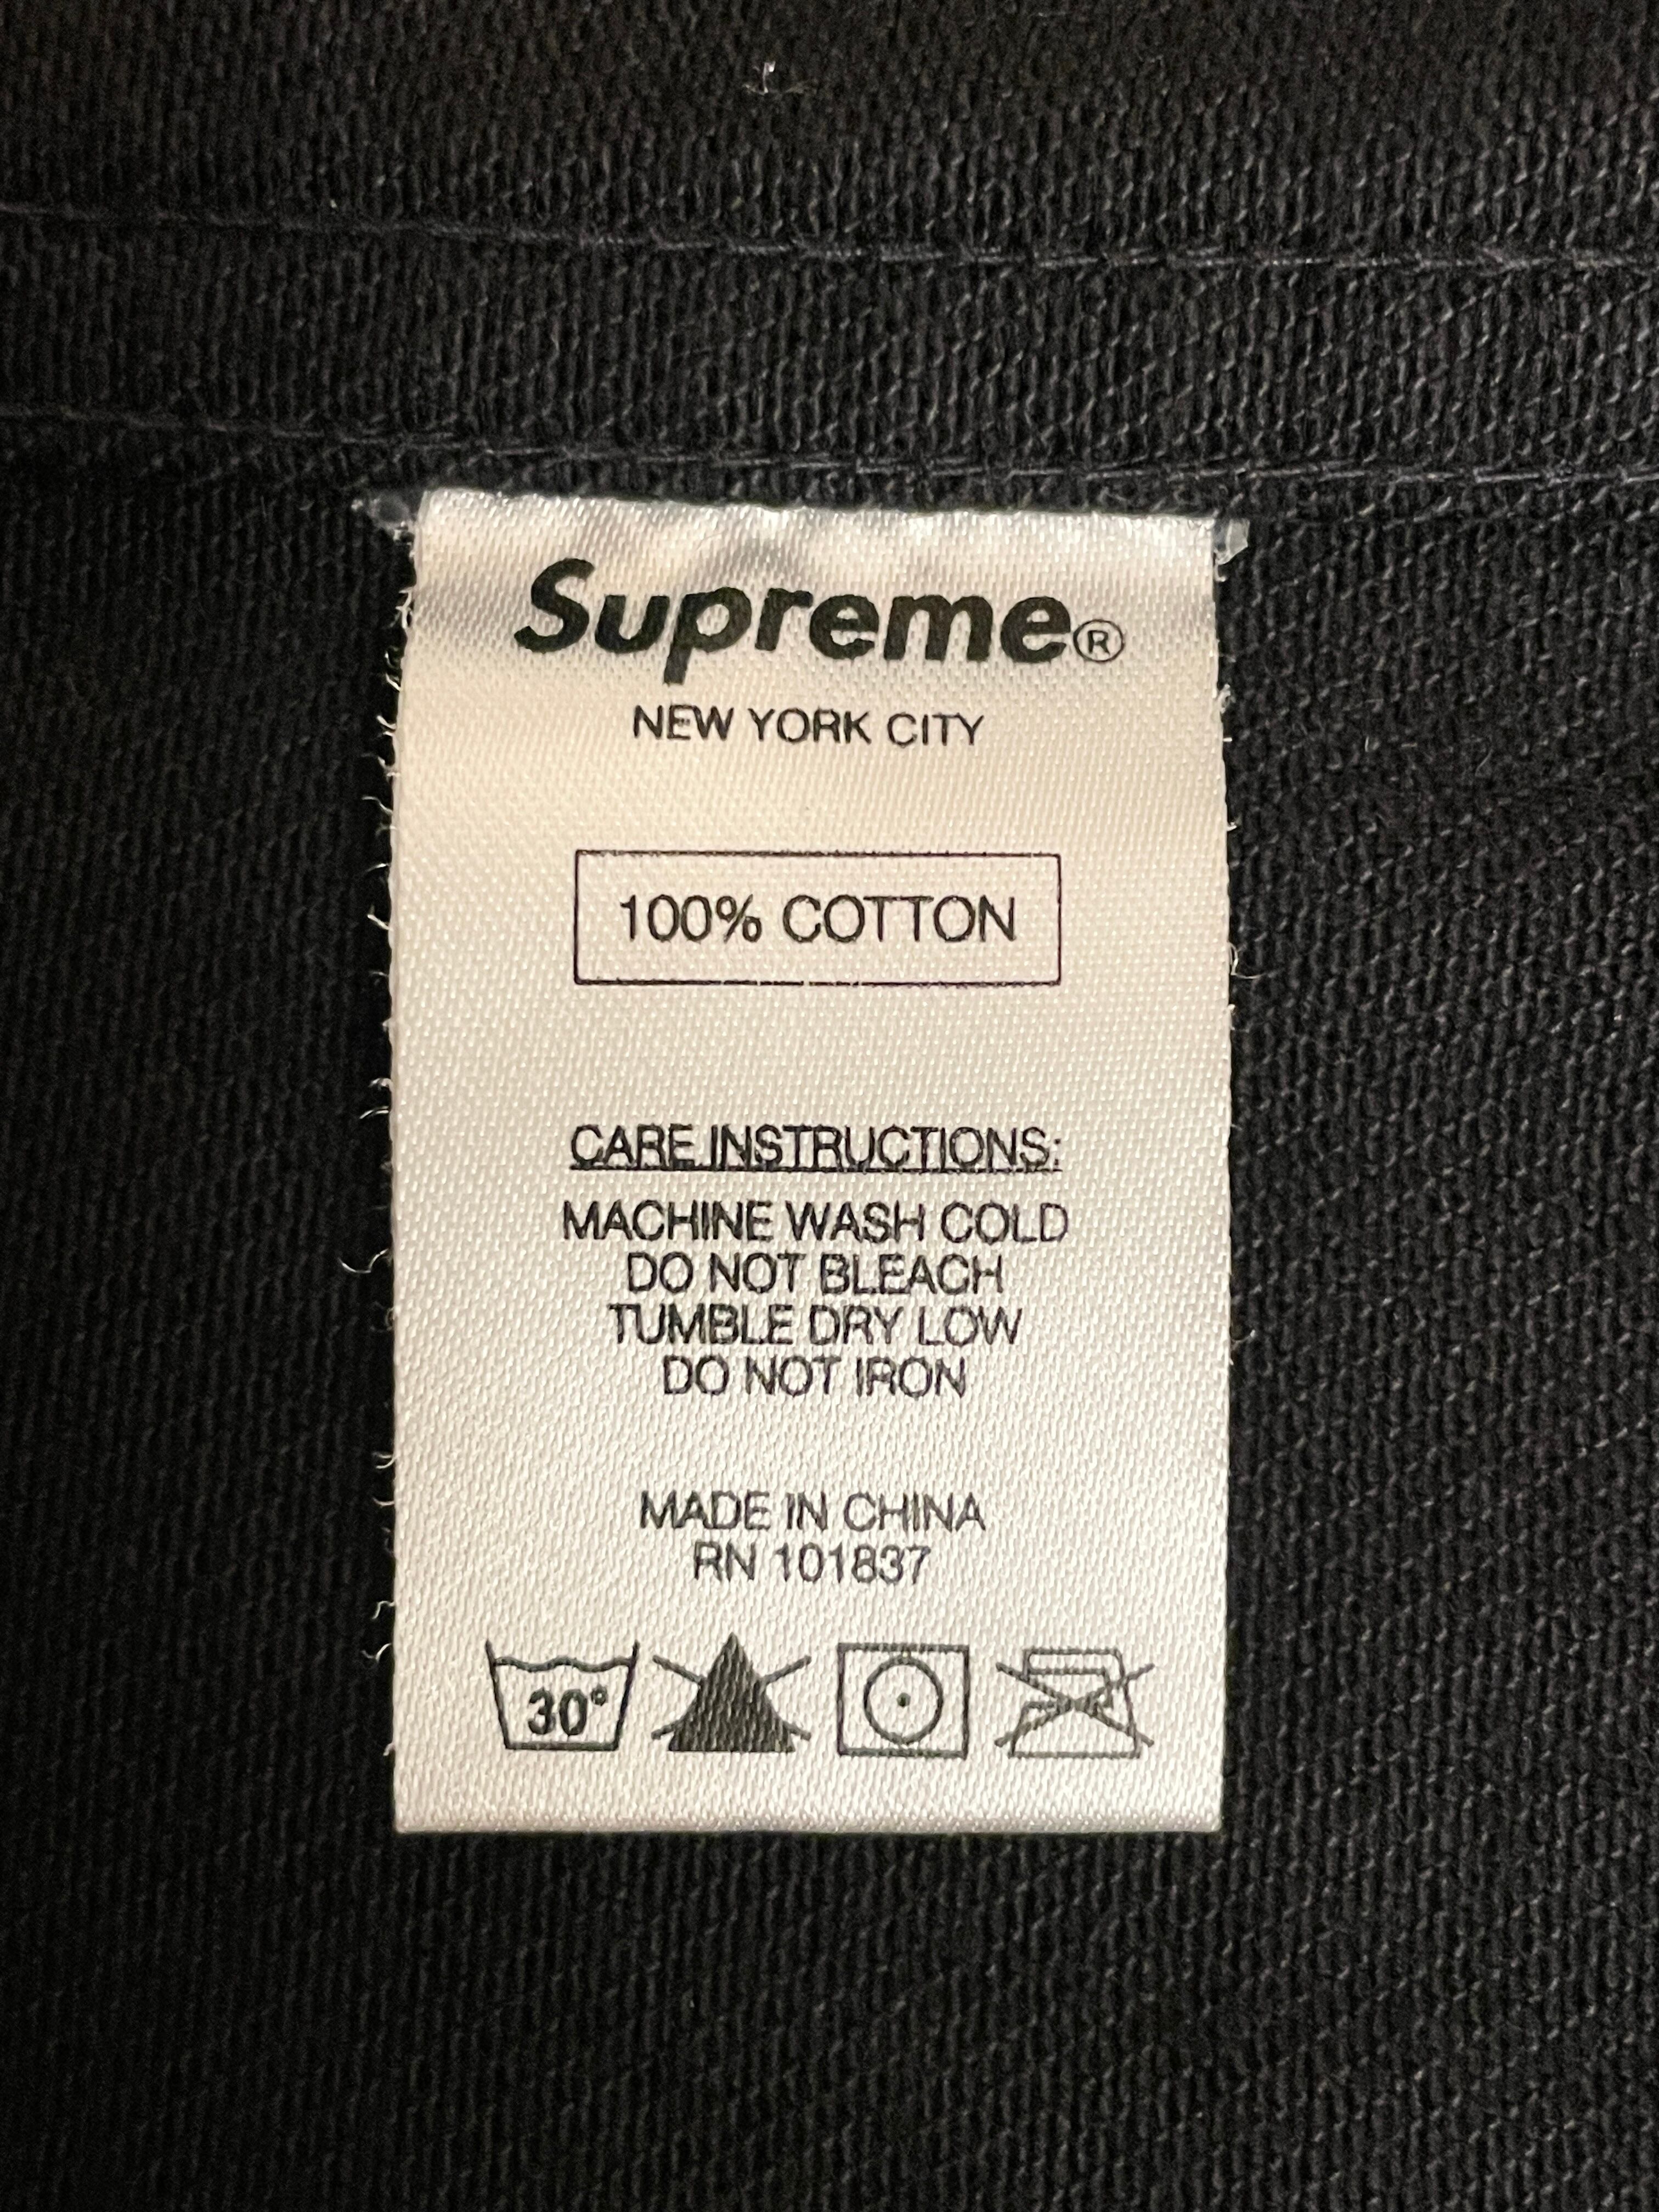 Supreme®
NEW YORK CITY
100% COTTON
CARE INSTRUCTIONS:
MACHINE WASH COLD
DO NOT BLEACH
TUMBLE DRY LOW
DO NOT IRON
MADE IN CHINA
RN 101837
30°